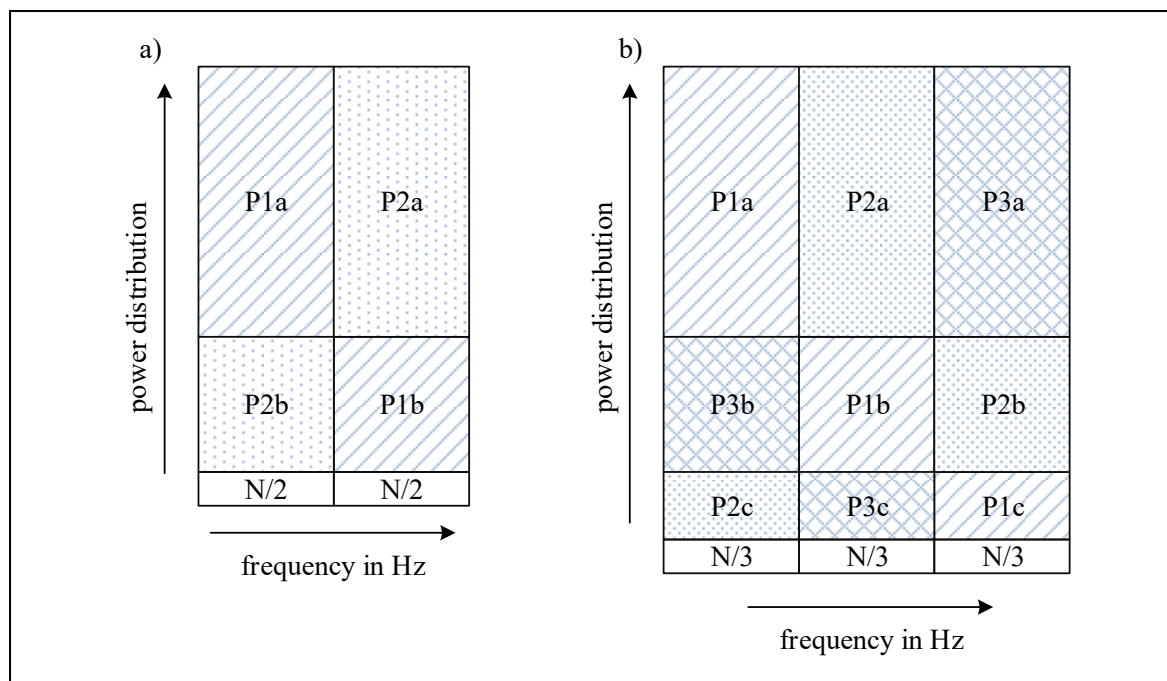 a)
power distribution
P1a P2a
P2b P1b
N/2 N/2
frequency in Hz
b)
power distribution
P1a P2a P3a
P3b P1b P2b
P2c P3c P1c
N/3 N/3 N/3
frequency in Hz